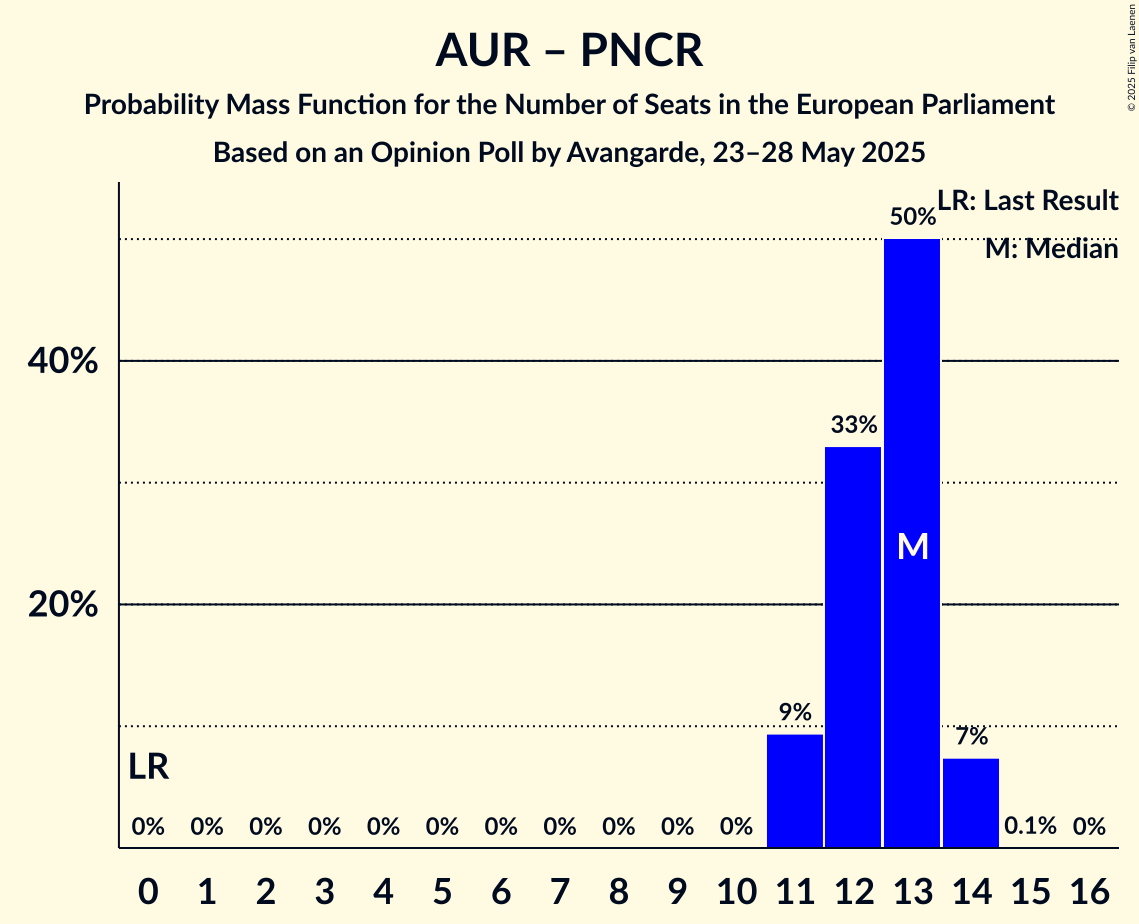 AUR – PNCR
Probability Mass Function for the Number of Seats in the European Parliament
Based on an Opinion Poll by Avangarde, 23–28 May 2025
© 2025 Filip van Laenen
LR: Last Result
M: Median
50%
40%
33%
M
20%
9%
7%
LR
0% 0% 0% 0% 0% 0% 0% 0% 0% 0% 0% 0.1% 0%
0 1 2 3 4 5 6 7 8 9 10 11 12 13 14 15 16